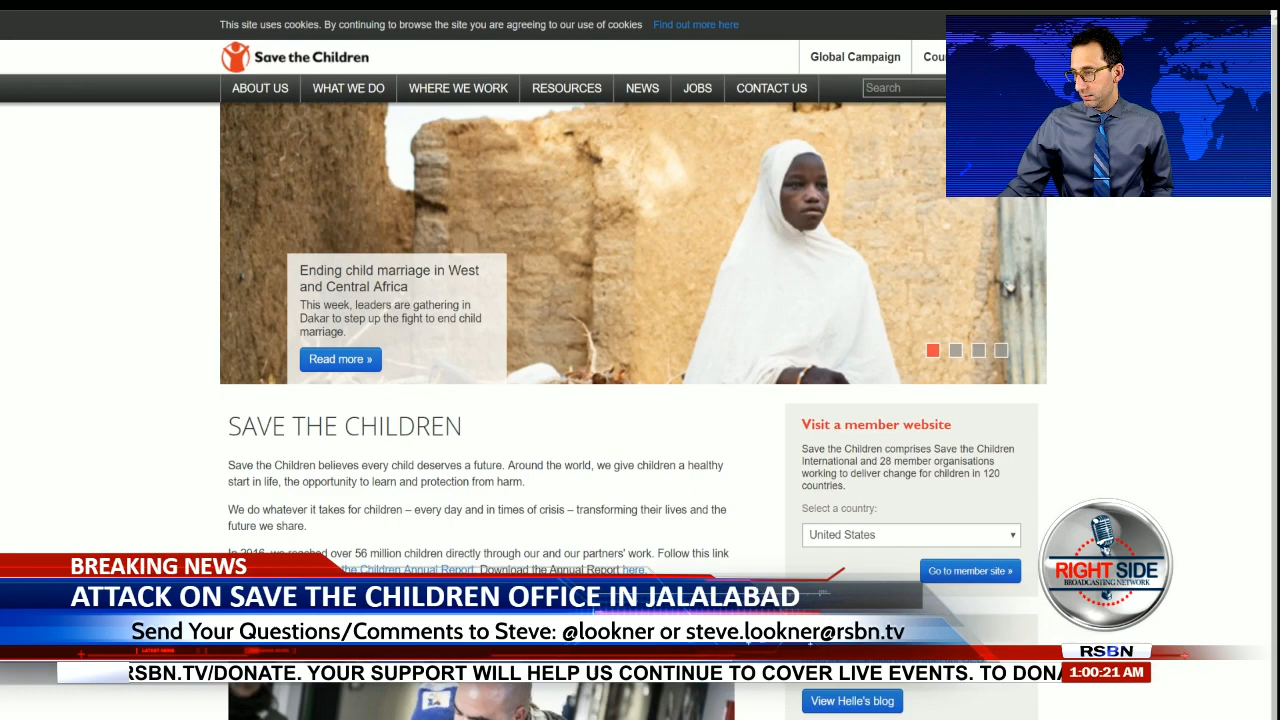 This site uses cookies. By continuing to browse the site you are agreeing to our use of cookies Find out more here
Save the Children
Global Campaign
ABOUT US WHAT DO WHERE WE WORK RESOURCES NEWS JOBS CONTACT US Search
Ending child marriage in West
and Central Africa
This week, leaders are gathering in
Dakar to step up the fight to end child
marriage.
Read more »
SAVE THE CHILDREN
Save the Children believes every child deserves a future. Around the world, we give children a healthy
start in life, the opportunity to learn and protection from harm.
We do whatever it takes for children – every day and in times of crisis – transforming their lives and the
future we share.
In 2016, we reached over 56 million children directly through our and our partners' work. Follow this link
the Children Annual Report. Download the Annual Report here.
Visit a member website
Save the Children comprises Save the Children
International and 28 member organisations
working to deliver change for children in 120
countries.
Select a country:
United States
Go to member site »
RIGHT SIDE
BROADCASTING NETWORK
BREAKING NEWS
ATTACK ON SAVE THE CHILDREN OFFICE IN JALALABAD
Send Your Questions/Comments to Steve: @lookner or steve.lookner@rsbn.tv
LATEST NEWS
RSBN
RSBN.TV/DONATE. YOUR SUPPORT WILL HELP US CONTINUE TO COVER LIVE EVENTS. TO DONA
1:00:21 AM
View Helle's blog